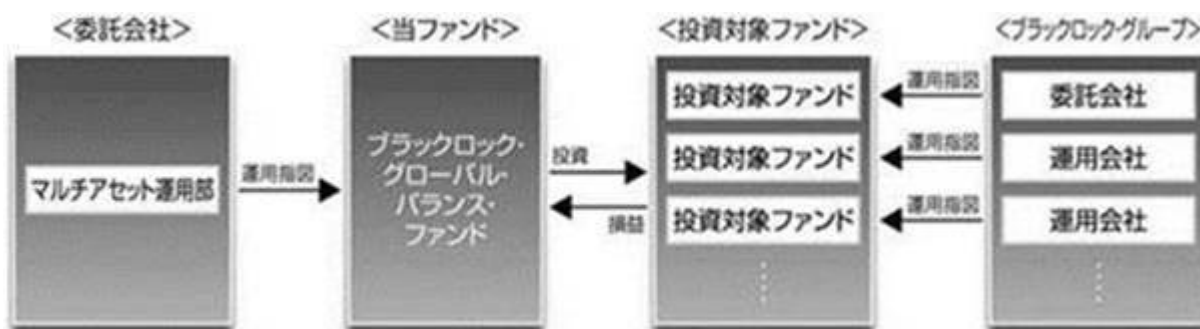 <委託会社>
マルチアセット運用部
運用指図
<当ファンド>
ブラックロック・
グローバル・
バランス・
ファンド
投資
損益
<投資対象ファンド>
投資対象ファンド
投資対象ファンド
投資対象ファンド
運用指図
運用指図
運用指図
<ブラックロック・グループ>
委託会社
運用会社
運用会社